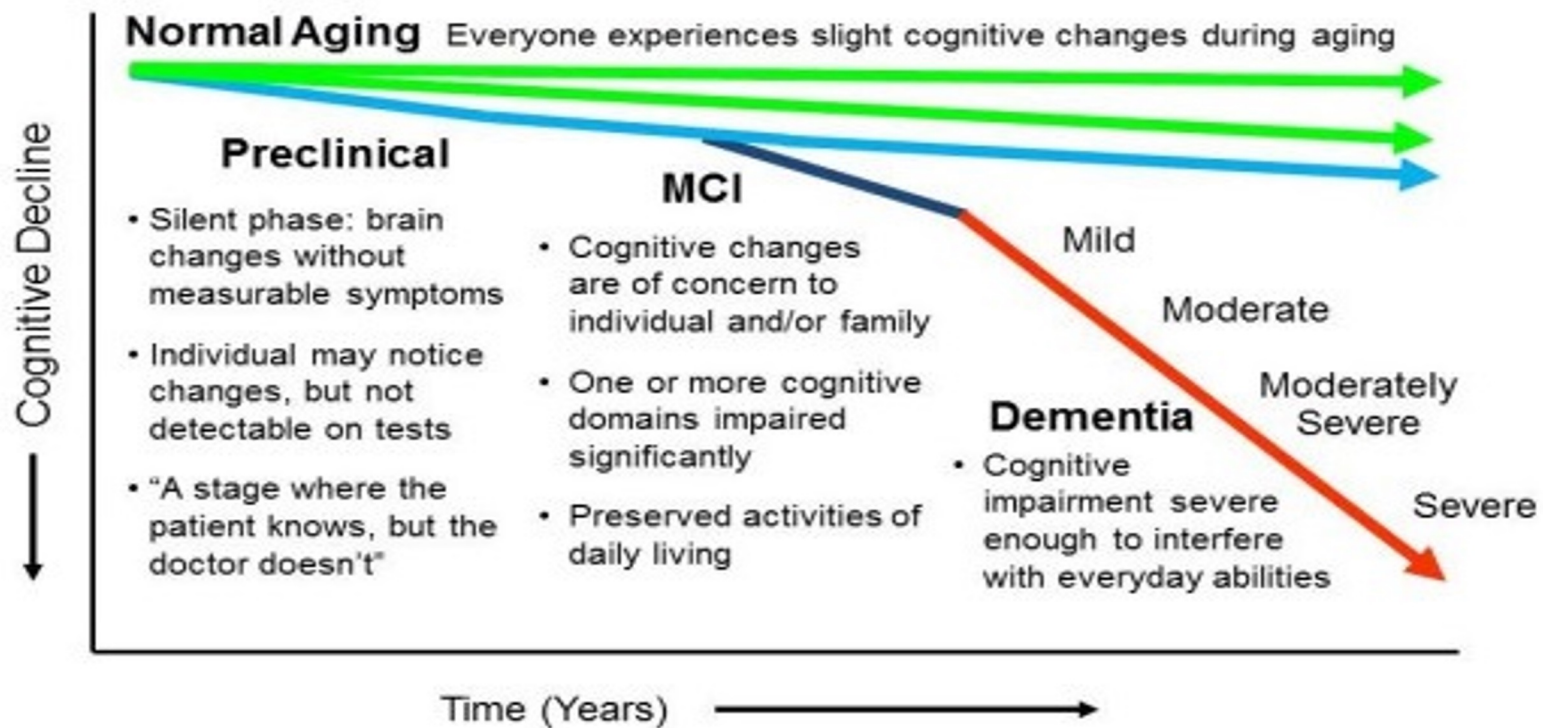 Normal Aging Everyone experiences slight cognitive changes during aging
Cognitive Decline
Preclinical
• Silent phase: brain
changes without
measurable symptoms
• Individual may notice
changes, but not
detectable on tests
• “A stage where the
patient knows, but the
doctor doesn’t”
MCI
• Cognitive changes
are of concern to
individual and/or family
• One or more cognitive
domains impaired
significantly
• Preserved activities of
daily living
Dementia
• Cognitive
impairment severe
enough to interfere
with everyday abilities
Mild
Moderate
Moderately
Severe
Severe
Time (Years)